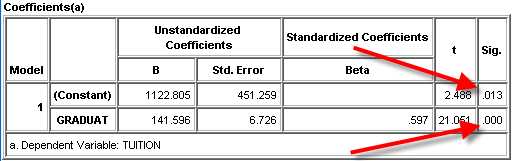 Coefficients(a)
Unstandardized Coefficients Standardized Coefficients
Model t Sig.
B Std. Error Beta
1 (Constant) 1122.805 451.259 2.488 .013
GRADUAT 141.596 6.726 .597 21.051 .000
a. Dependent Variable: TUITION